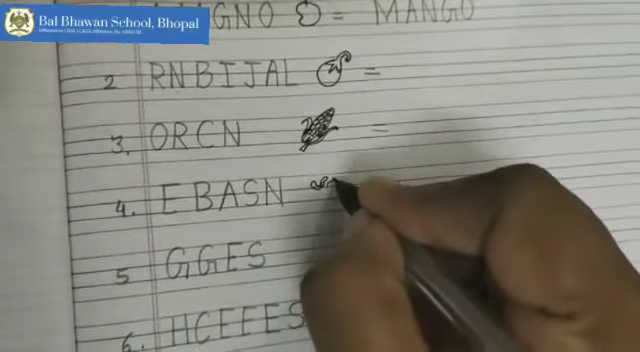 Bal Bhawan School, Bhopal
GNO = MANGO
2 RNBIJAL =
3. ORCN =
4. EBASN
5 GGES
6. HCEEES